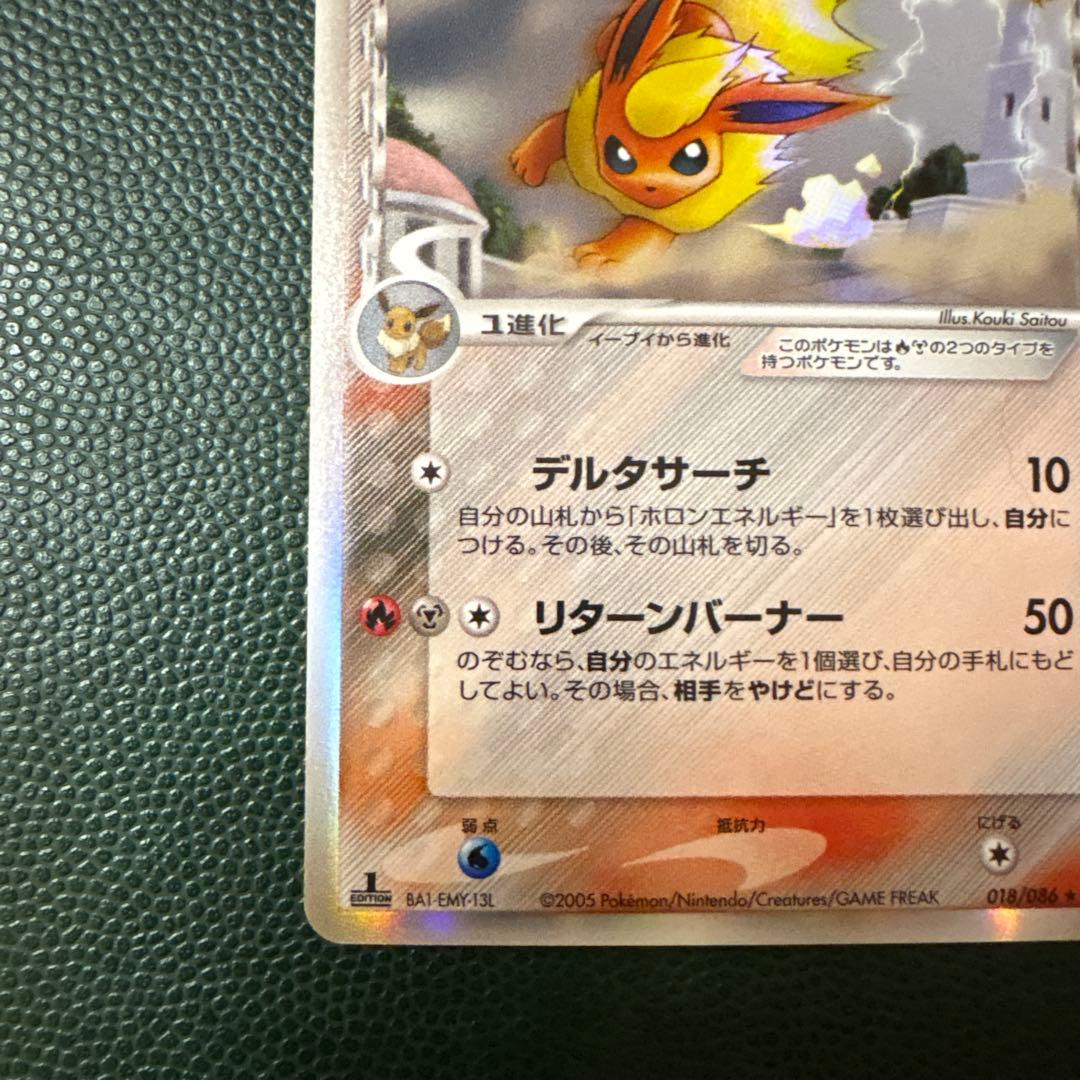 Illus.Kouki Saitou
1進化
イーブイから進化
このポケモンは🔥の2つのタイプを
持つポケモンです。
デルタサーチ 10
自分の山札から「ホロンエネルギー」を1枚選び出し、自分に
つける。その後、その山札を切る。
リターンバーナー 50
のぞむなら、自分のエネルギーを1個選び、自分の手札にもど
してよい。その場合、相手をやけどにする。
弱点 抵抗力 にげる
1
EDITION BA1-EMY-13L ©2005 Pokémon/Nintendo/Creatures/GAME FREAK 018/086 ★